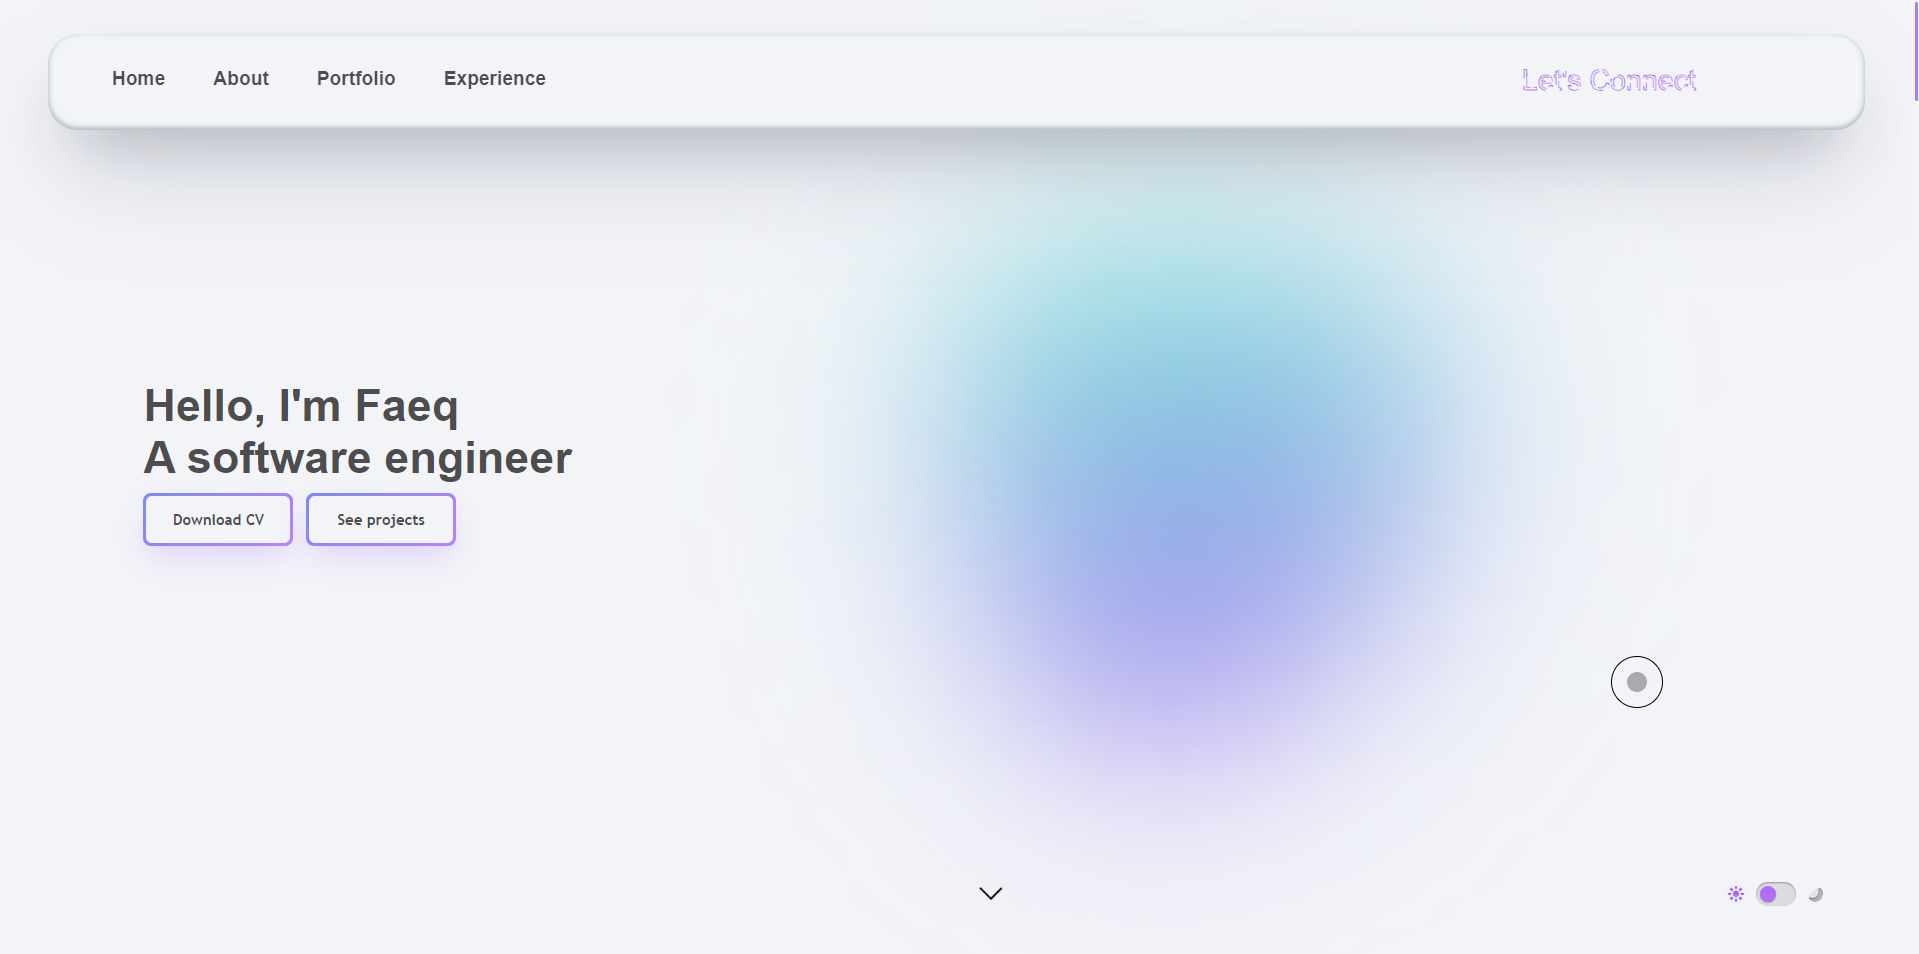 Home About Portfolio Experience Let's Connect
Hello, I'm Faeq
A software engineer
Download CV See projects